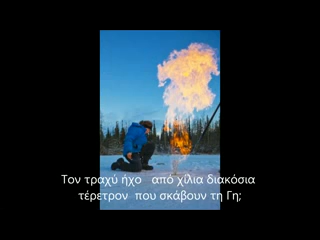 Τον τραχύ ήχο από χίλια διακόσια
τέρετρον που σκάβουν τη Γη;